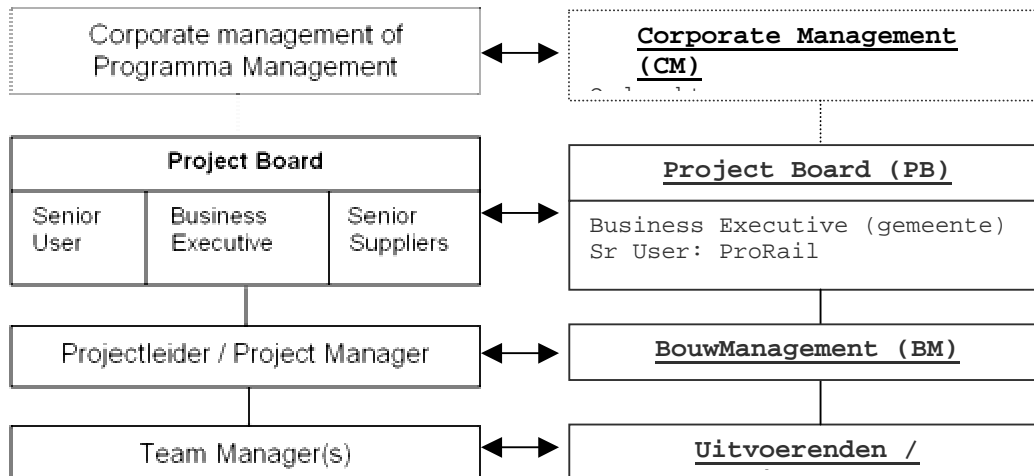 Corporate management of
Programma Management
Corporate Management
(CM)
Project Board
Senior
User
Business
Executive
Senior
Suppliers
Project Board (PB)
Business Executive (gemeente)
Sr User: ProRail
Projectleider / Project Manager
BouwManagement (BM)
Team Manager(s)
Uitvoerenden /